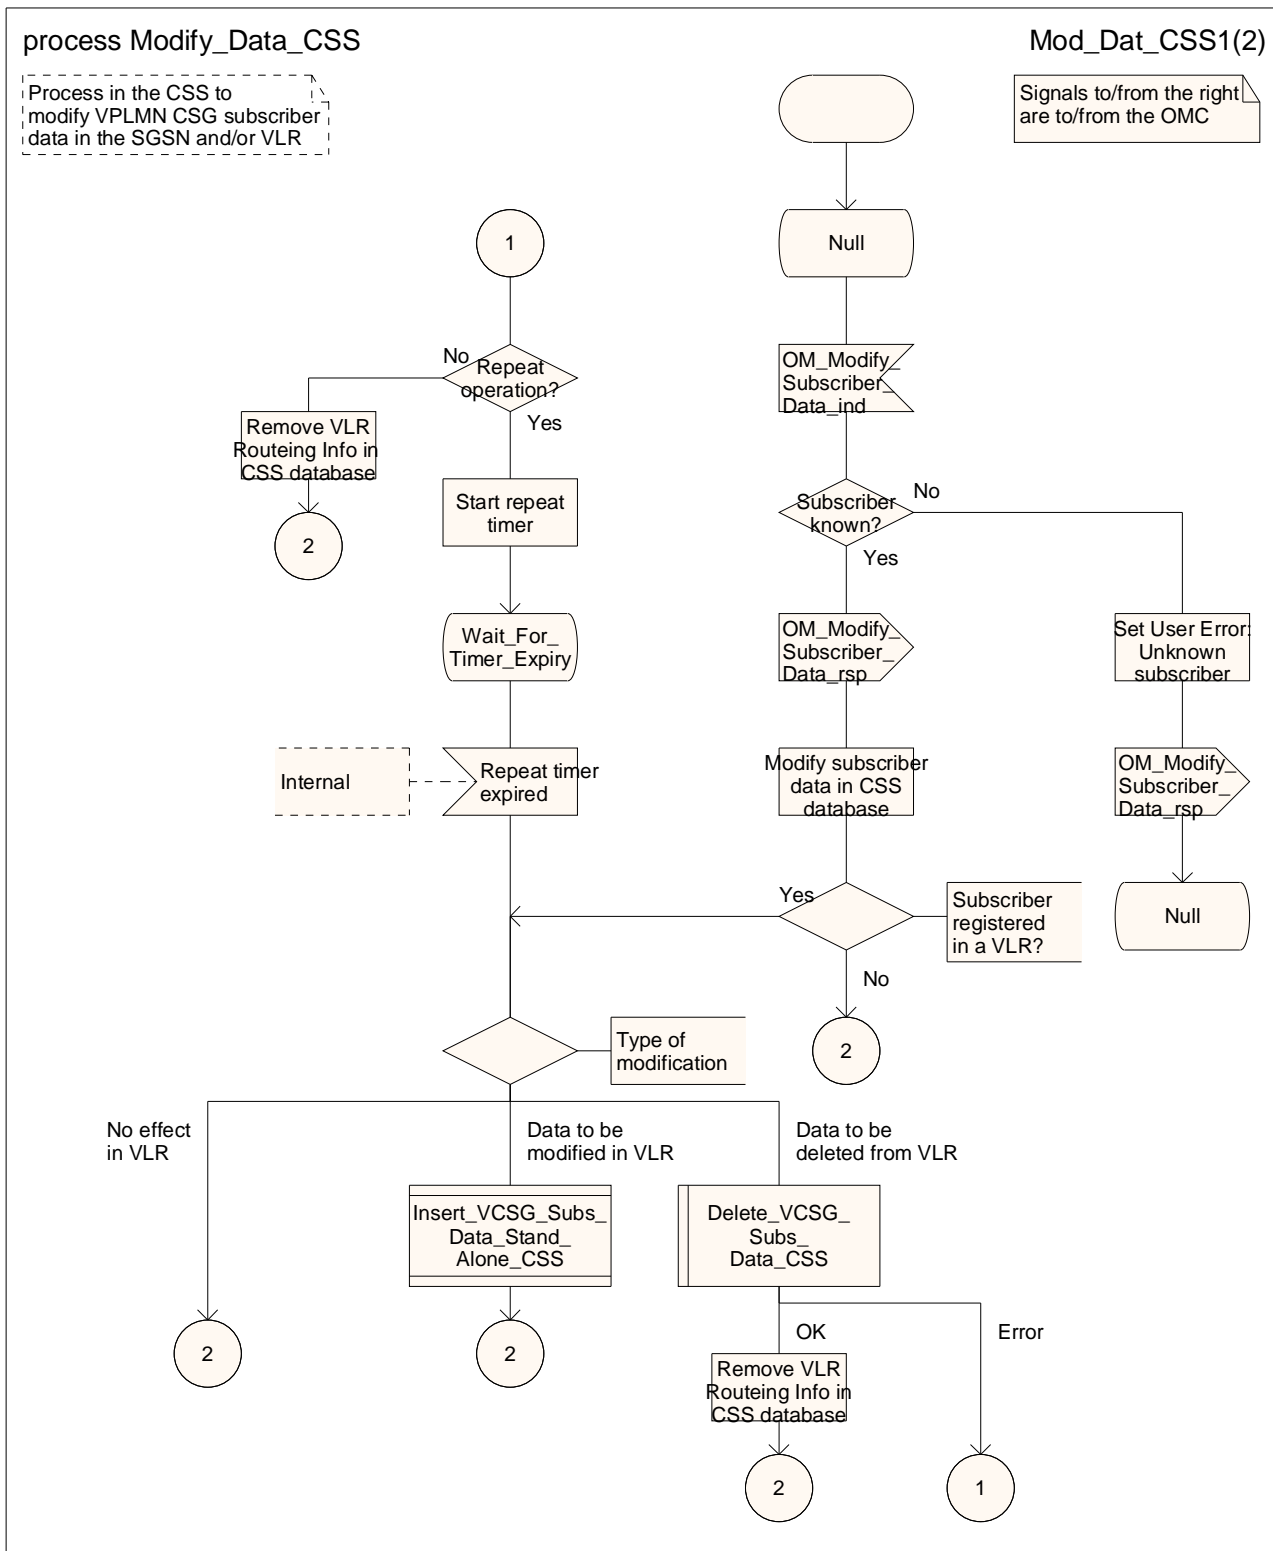 process Modify_Data_CSS
Mod_Dat_CSS1(2)
Process in the CSS to
modify VPLMN CSG subscriber
data in the SGSN and/or VLR
Signals to/from the right
are to/from the OMC
1
Null
No
Repeat
operation?
Yes
OM_Modify_
Subscriber_
Data_ind
Remove VLR
Routeing Info in
CSS database
2
Start repeat
timer
Subscriber
known?
No
Yes
Wait_For_
Timer_Expiry
OM_Modify_
Subscriber_
Data_rsp
Set User Error:
Unknown
subscriber
Internal
Repeat timer
expired
Modify subscriber
data in CSS
database
OM_Modify_
Subscriber_
Data_rsp
Yes
Subscriber
registered
in a VLR?
Null
No
2
Type of
modification
No effect
in VLR
Data to be
modified in VLR
Data to be
deleted from VLR
Insert_VCSG_Subs_
Data_Stand_
Alone_CSS
Delete_VCSG_
Subs_
Data_CSS
2
2
OK
Error
Remove VLR
Routeing Info in
CSS database
2
1